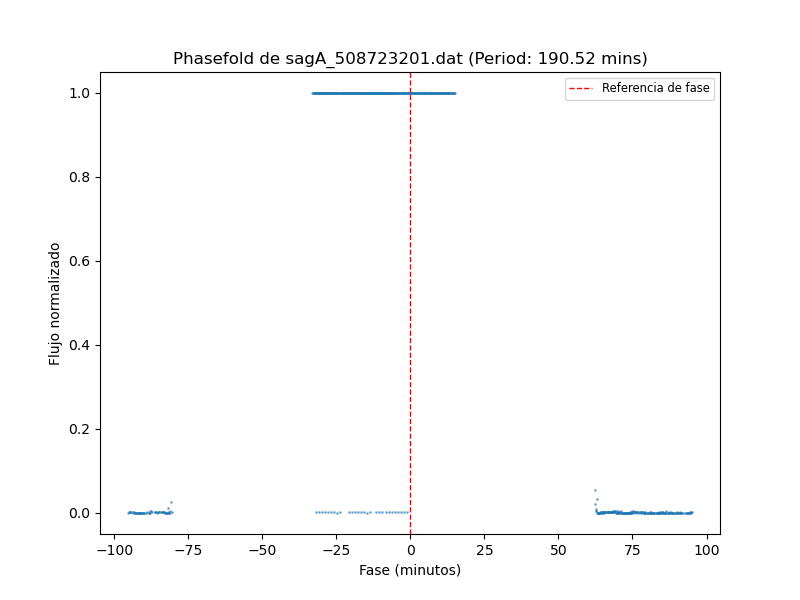 Phasefold de sagA_508723201.dat (Period: 190.52 mins)
Referencia de fase
Flujo normalizado
1.0
0.8
0.6
0.4
0.2
0.0
−100 −75 −50 −25 0 25 50 75 100
Fase (minutos)